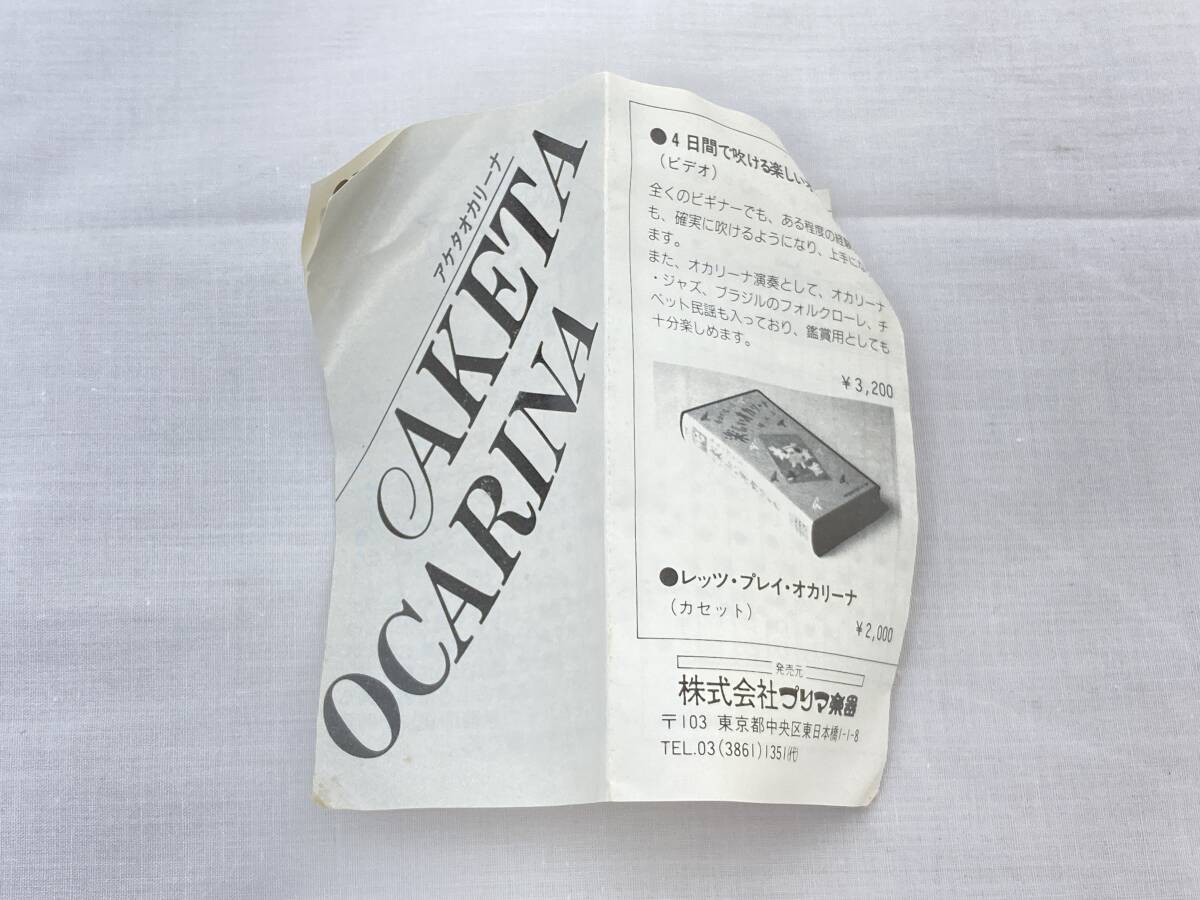 アケタオカリーナ
AKETA
OCARINA
●4日間で吹ける楽しい
(ビデオ)
全くのビギナーでも、ある程度の経験
も、確実に吹けるようになり、上手にな
ます。
また、オカリーナ演奏として、オカリーナ
・ジャズ、ブラジルのフォルクローレ、チ
ベット民謡も入っており、鑑賞用としても
十分楽しめます。
¥3,200
●レッツ・プレイ・オカリーナ
(カセット)
¥2,000
発売元
株式会社プリマ楽器
〒103 東京都中央区東日本橋1-1-8
TEL.03(3861)1351㈹